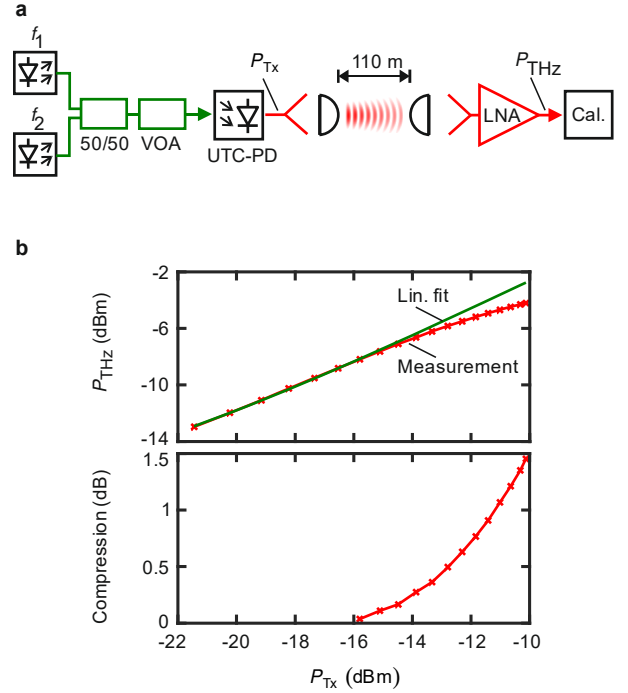 a
f1
f2
50/50
VOA
UTC-PD
PTx
110 m
LNA
PTHz
Cal.
b
PTHz (dBm)
-2
-6
-10
-14
Lin. fit
Measurement
Compression (dB)
1.5
1
0.5
0
-22 -20 -18 -16 -14 -12 -10
PTx (dBm)